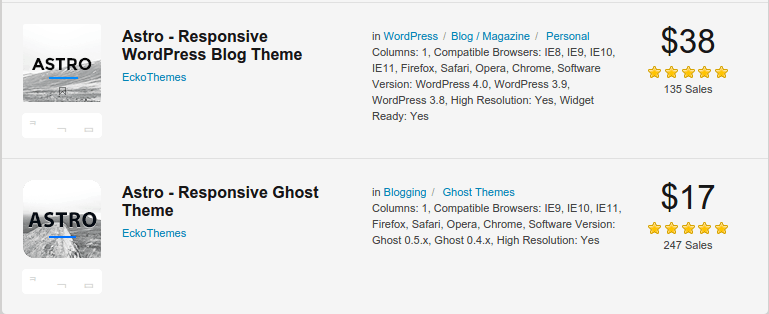 ASTRO
Astro - Responsive
WordPress Blog Theme
EckoThemes
in WordPress / Blog / Magazine / Personal
Columns: 1, Compatible Browsers: IE8, IE9, IE10,
IE11, Firefox, Safari, Opera, Chrome, Software
Version: WordPress 4.0, WordPress 3.9,
WordPress 3.8, High Resolution: Yes, Widget
Ready: Yes
$38
135 Sales
ASTRO
Astro - Responsive Ghost
Theme
EckoThemes
in Blogging / Ghost Themes
Columns: 1, Compatible Browsers: IE9, IE10, IE11,
Firefox, Safari, Opera, Chrome, Software Version:
Ghost 0.5.x, Ghost 0.4.x, High Resolution: Yes
$17
247 Sales